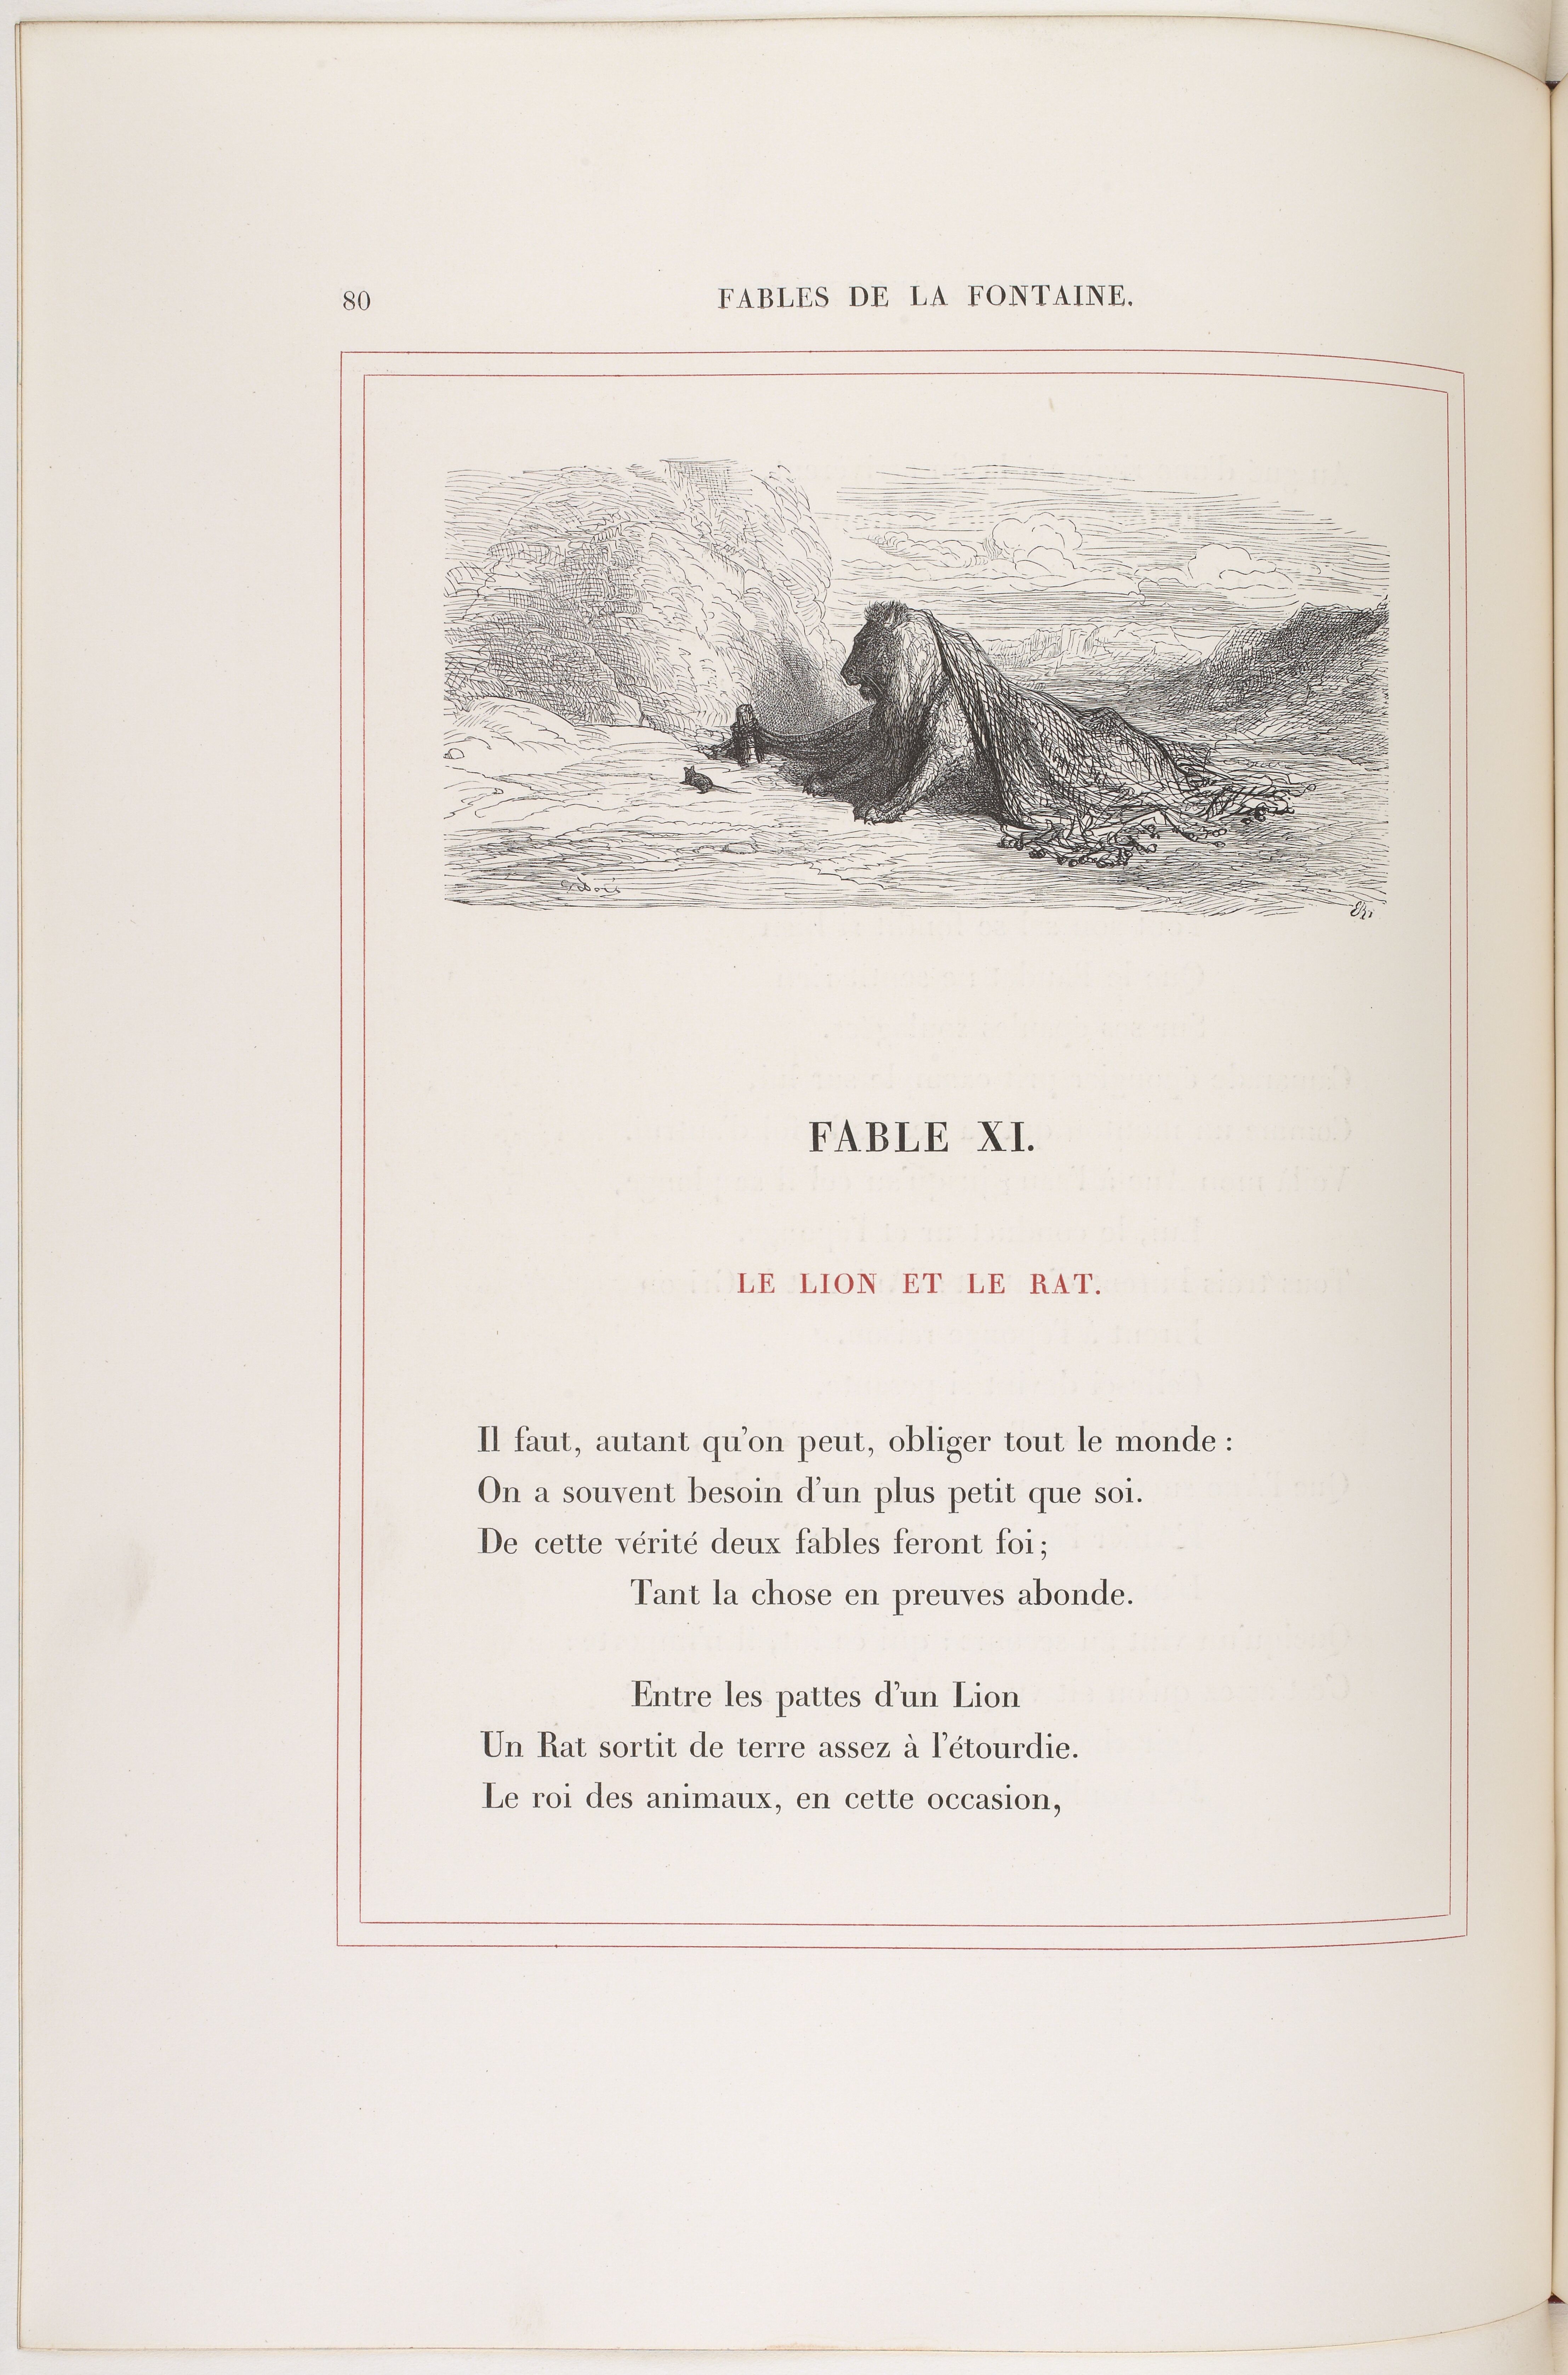 80
FABLES DE LA FONTAINE.
G Doré
FABLE XI.
LE LION ET LE RAT.
Il faut, autant qu'on peut, obliger tout le monde :
On a souvent besoin d'un plus petit que soi.
De cette vérité deux fables feront foi ;
Tant la chose en preuves abonde.
Entre les pattes d'un Lion
Un Rat sortit de terre assez à l'étourdie.
Le roi des animaux, en cette occasion,